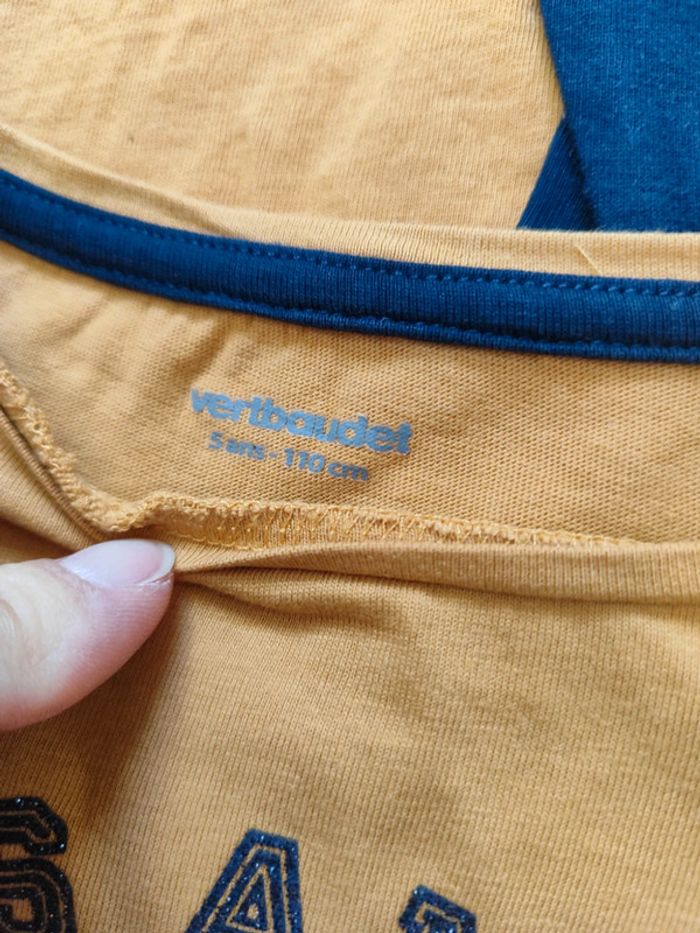 vertbaudet
5 ans - 110 cm